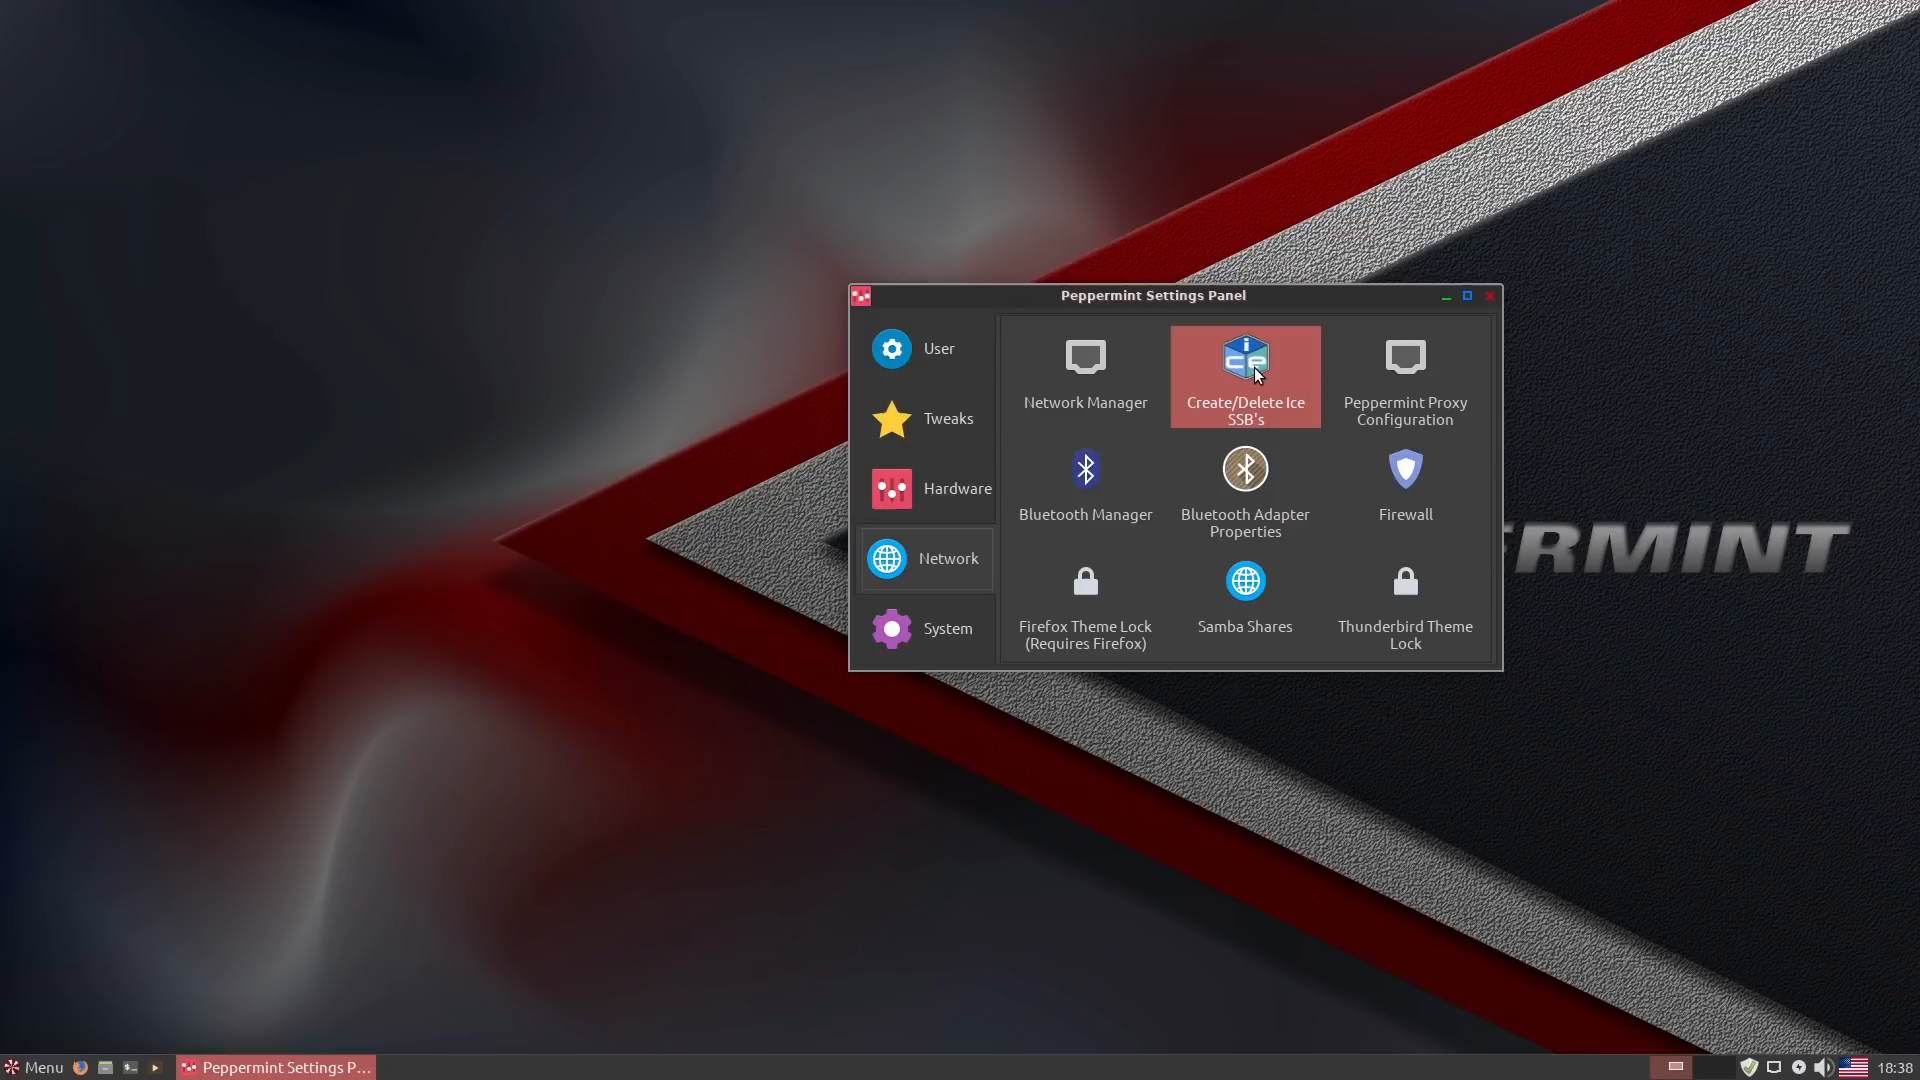 Peppermint Settings Panel
User
Tweaks
Hardware
Network
System
Network Manager
Create/Delete Ice
SSB's
Peppermint Proxy
Configuration
Bluetooth Manager
Bluetooth Adapter
Properties
Firewall
Firefox Theme Lock
(Requires Firefox)
Samba Shares
Thunderbird Theme
Lock
ice
ERMINT
Menu
Peppermint Settings P...
18:38